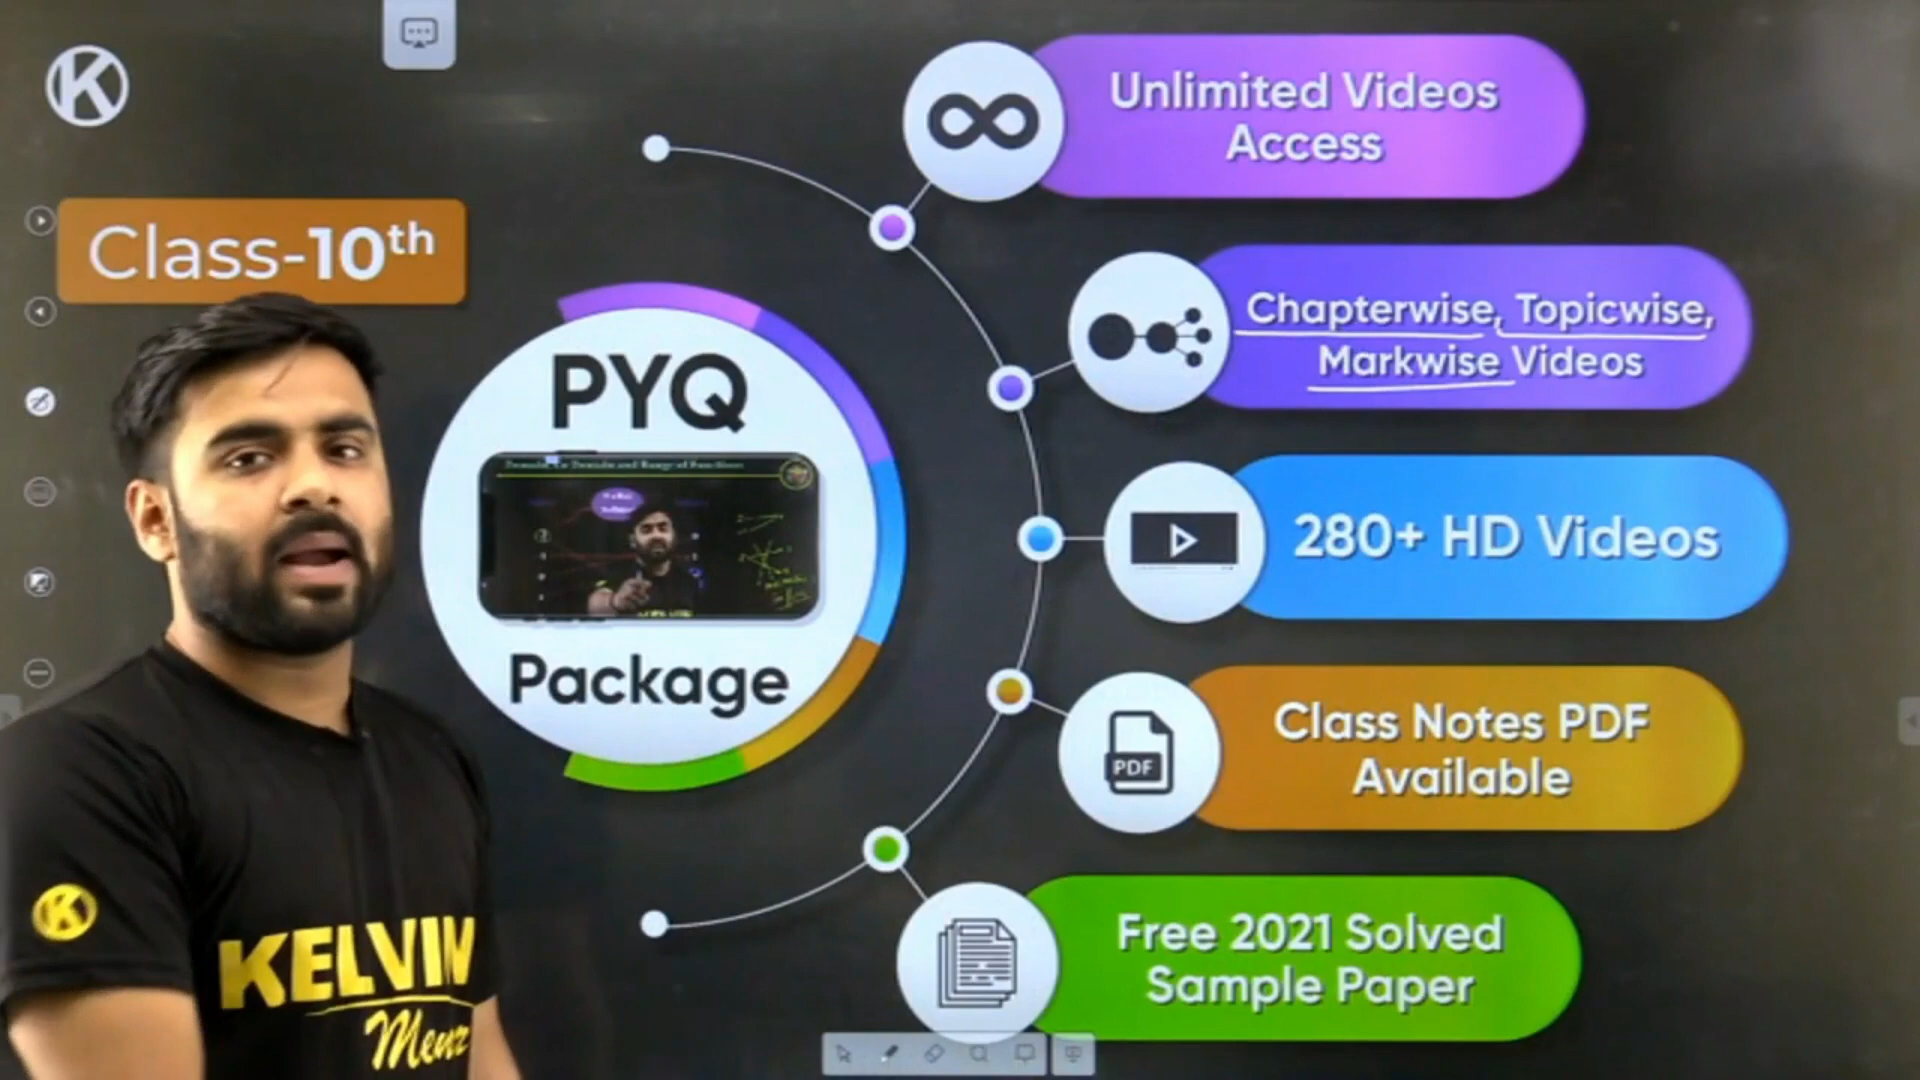 K
Class-10th
PYQ
Package
Unlimited Videos
Access
Chapterwise, Topicwise,
Markwise Videos
280+ HD Videos
PDF
Class Notes PDF
Available
Free 2021 Solved
Sample Paper
K
KELVIN